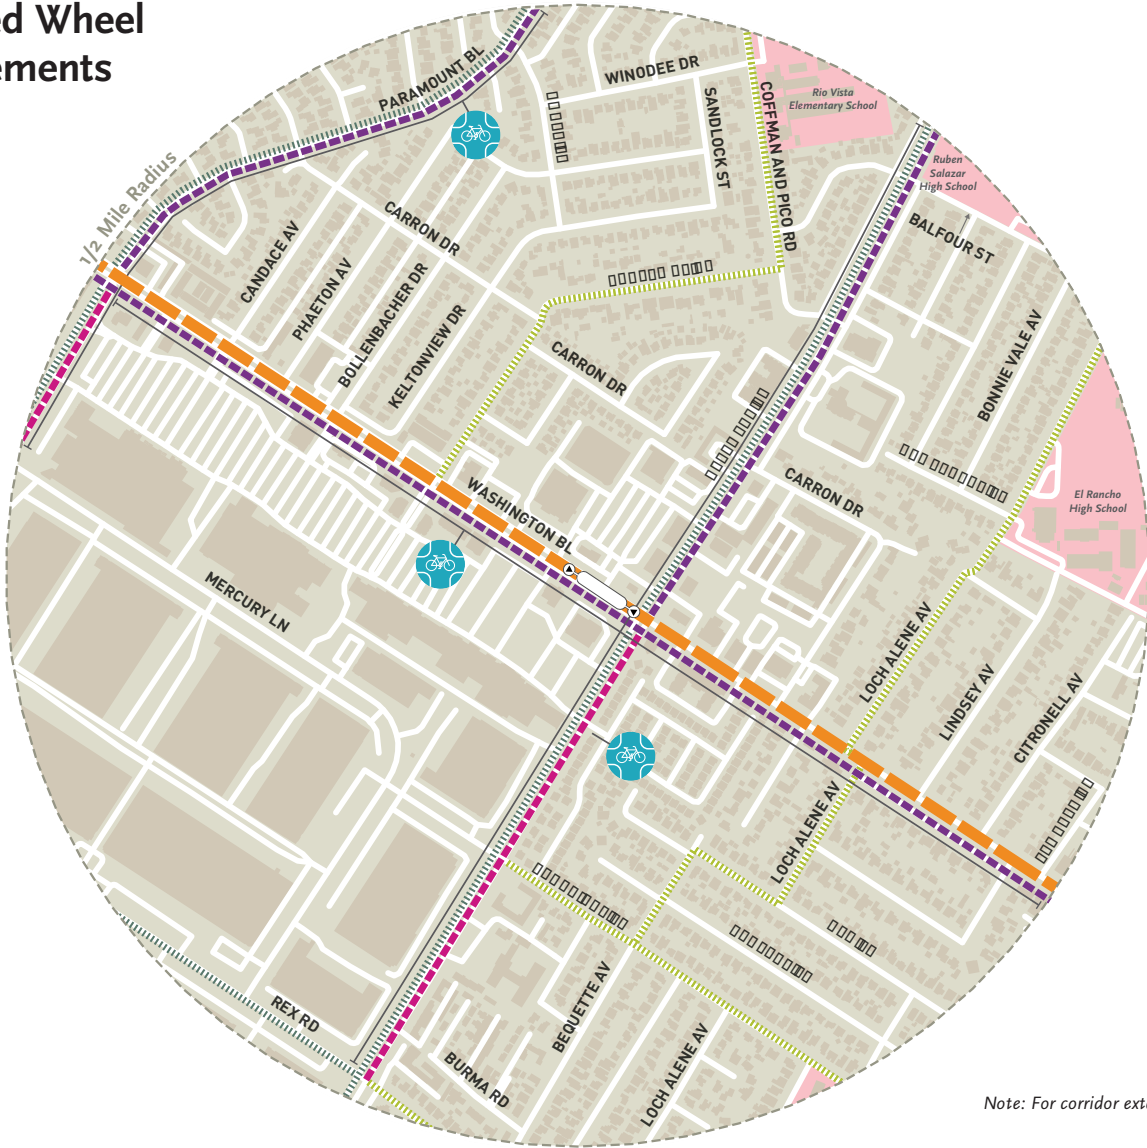 ed Wheel
ements
PARAMOUNT BL
WINODEE DR
Rio Vista
Elementary School
COFFMAN AND PICO RD
SANDLOCK ST
1/2 Mile Radius
Ruben
Salazar
High School
BALFOUR ST
CARRON DR
CANDACE AV
PHAETON AV
BOLLENBACHER DR
KELTONVIEW DR
CARRON DR
BONNIE VALE AV
CARRON DR
El Rancho
High School
WASHINGTON BL
MERCURY LN
LOCH ALENE AV
LINDSEY AV
CITRONELL AV
LOCH ALENE AV
BEQUETTE AV
REX RD
BURMA RD
LOCH ALENE AV
Note: For corridor ext